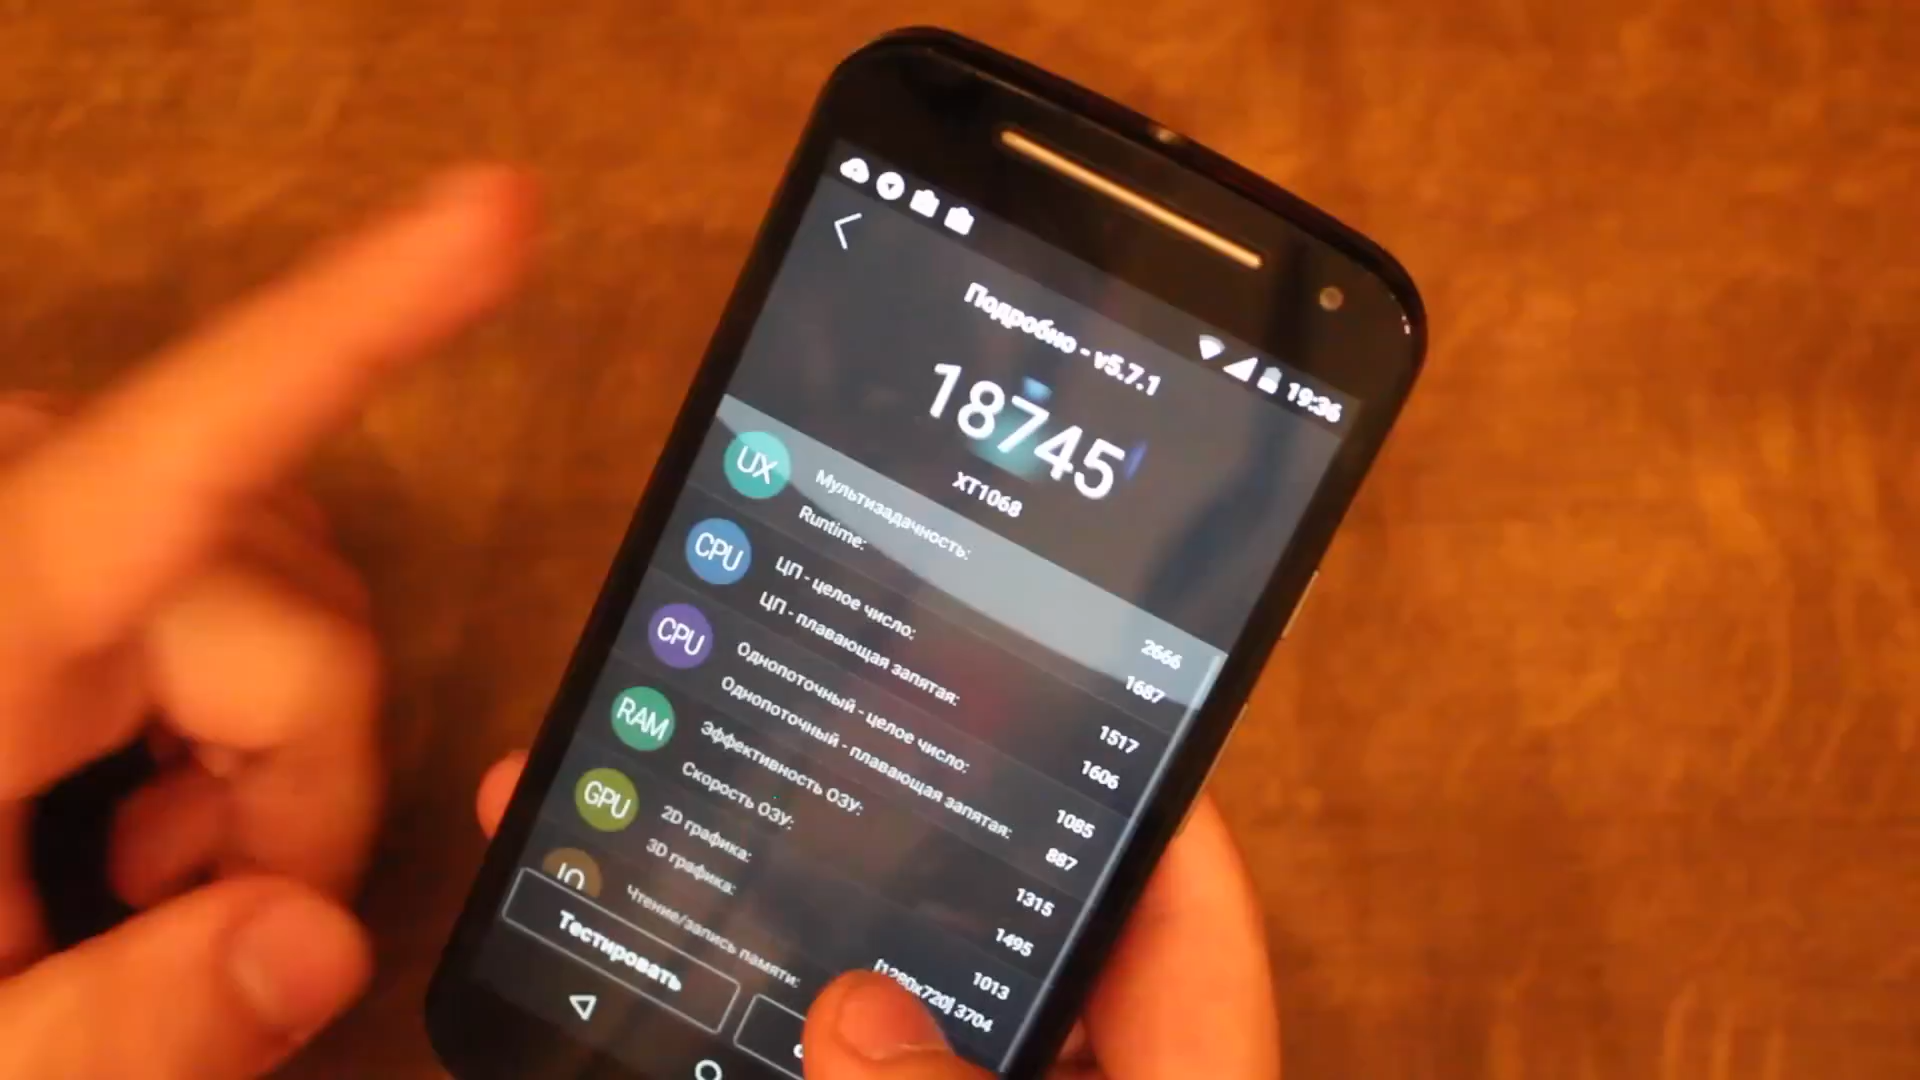 19:36
Подробно - v5.7.1
18745
XT1068
UX
Мультизадачность: 2666
Runtime: 1687
CPU
ЦП - целое число: 1517
ЦП - плавающая запятая: 1606
CPU
Однопоточный - целое число: 1085
Однопоточный - плавающая запятая: 887
RAM
Эффективность ОЗУ: 1315
Скорость ОЗУ: 1495
GPU
2D графика: 1013
3D графика: [1280x720] 3704
IO
Чтение/запись памяти:
Тестировать